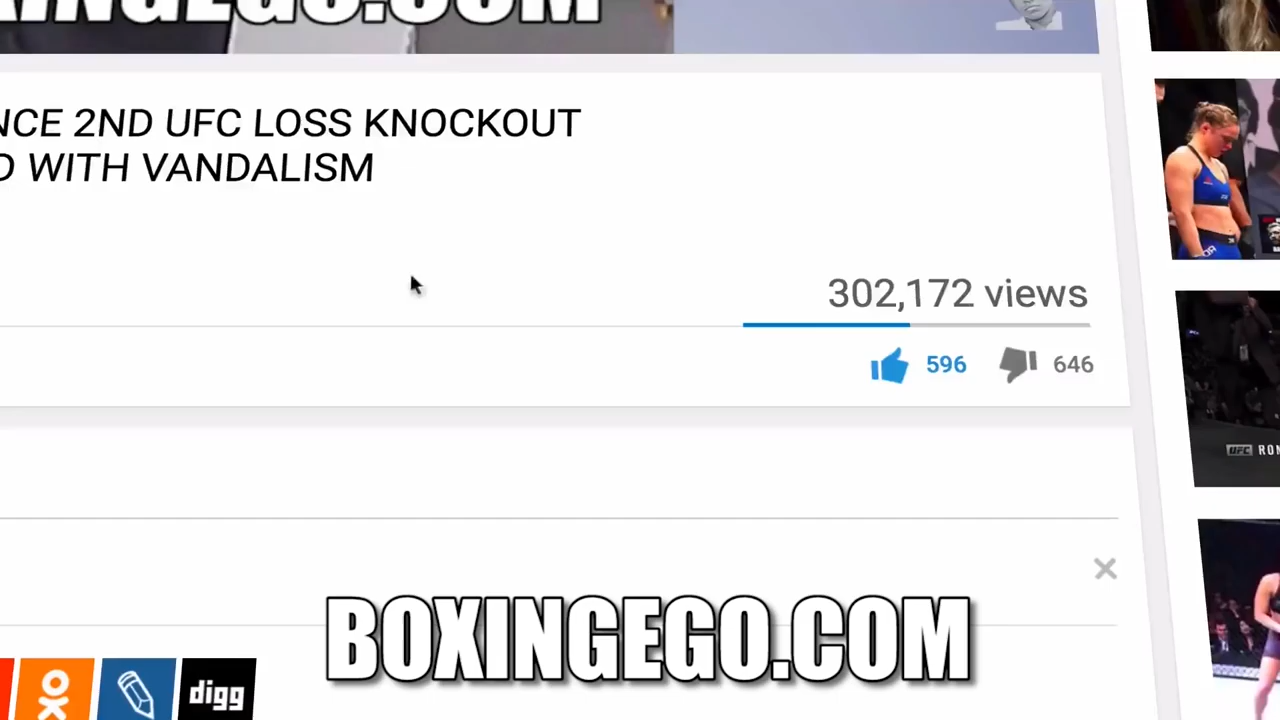 NCE 2ND UFC LOSS KNOCKOUT
D WITH VANDALISM
302,172 views
596 646
UFC
BOXINGEGO.COM
digg